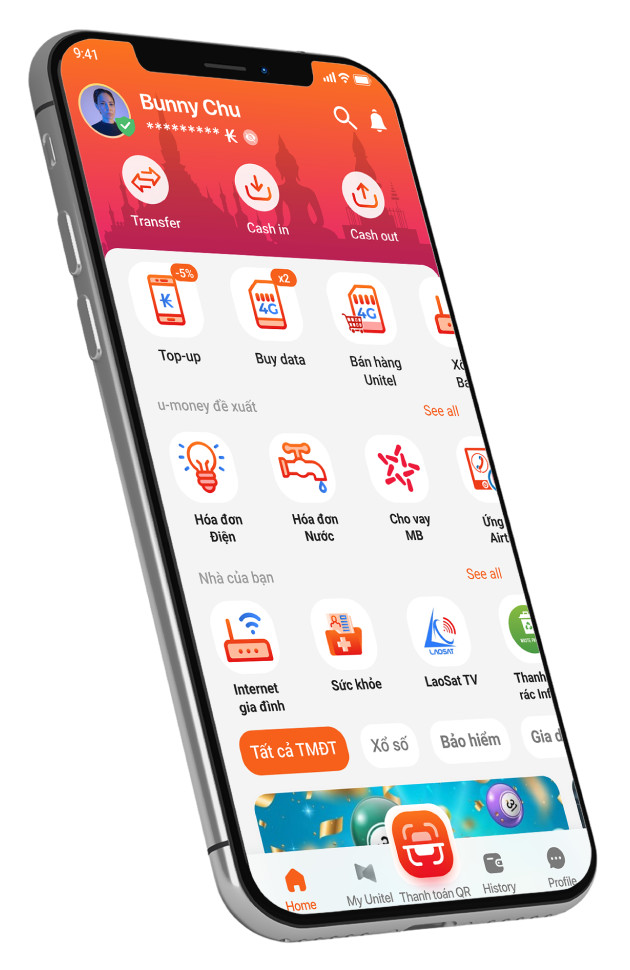 9:41
Bunny Chu
********* ₭
Transfer
Cash in
Cash out
-5%
₭
x2
4G
4G
Top-up
Buy data
Bán hàng
Unitel
u-money đề xuất
See all
Hóa đơn
Điện
Hóa đơn
Nước
Cho vay
MB
Ứng
Airt
Nhà của bạn
See all
LAOSAT
Internet
gia đình
Sức khỏe
LaoSat TV
Thanh
rác Inf
Tất cả TMĐT
Xổ số
Bảo hiểm
Gia
Home
My Unitel
Thanh toán QR
History
Profile